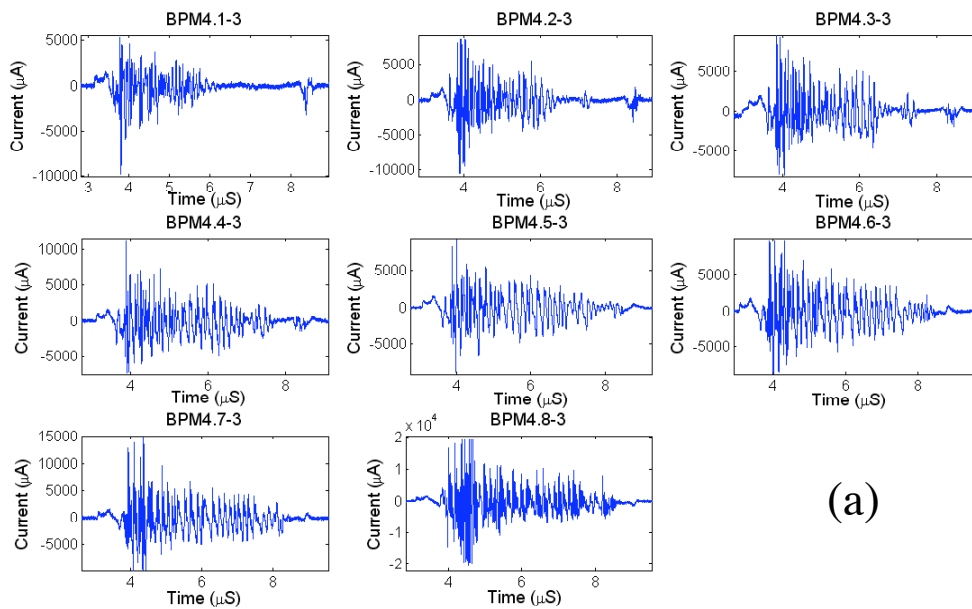 BPM4.1-3
BPM4.2-3
BPM4.3-3
Current (μA)
5000
0
-5000
-10000
3
3
4
5
6
7
8
Time (μS)
Current (μA)
5000
0
-5000
-10000
4
6
8
Time (μS)
Current (μA)
5000
0
-5000
4
6
8
Time (μS)
BPM4.4-3
BPM4.5-3
BPM4.6-3
Current (μA)
10000
5000
0
-5000
4
6
8
Time (μS)
Current (μA)
5000
0
-5000
4
6
8
Time (μS)
Current (μA)
5000
0
-5000
4
6
8
Time (μS)
BPM4.7-3
BPM4.8-3
Current (μA)
15000
10000
5000
0
-5000
4
6
8
Time (μS)
x 10^4
Current (μA)
2
1
0
-1
-2
4
6
8
Time (μS)
(a)